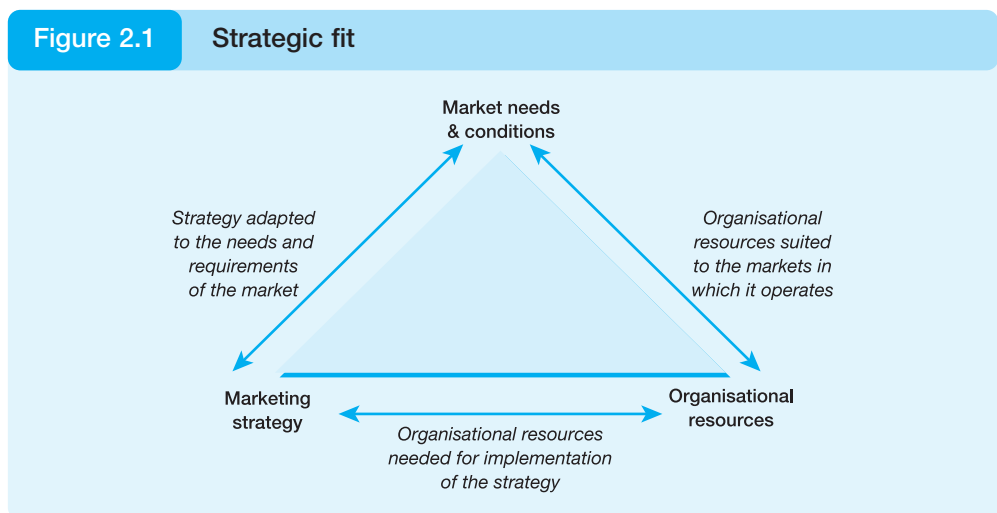 Figure 2.1
Strategic fit
Market needs
& conditions
Strategy adapted
to the needs and
requirements
of the market
Organisational
resources suited
to the markets in
which it operates
Marketing
strategy
Organisational
resources
Organisational resources
needed for implementation
of the strategy